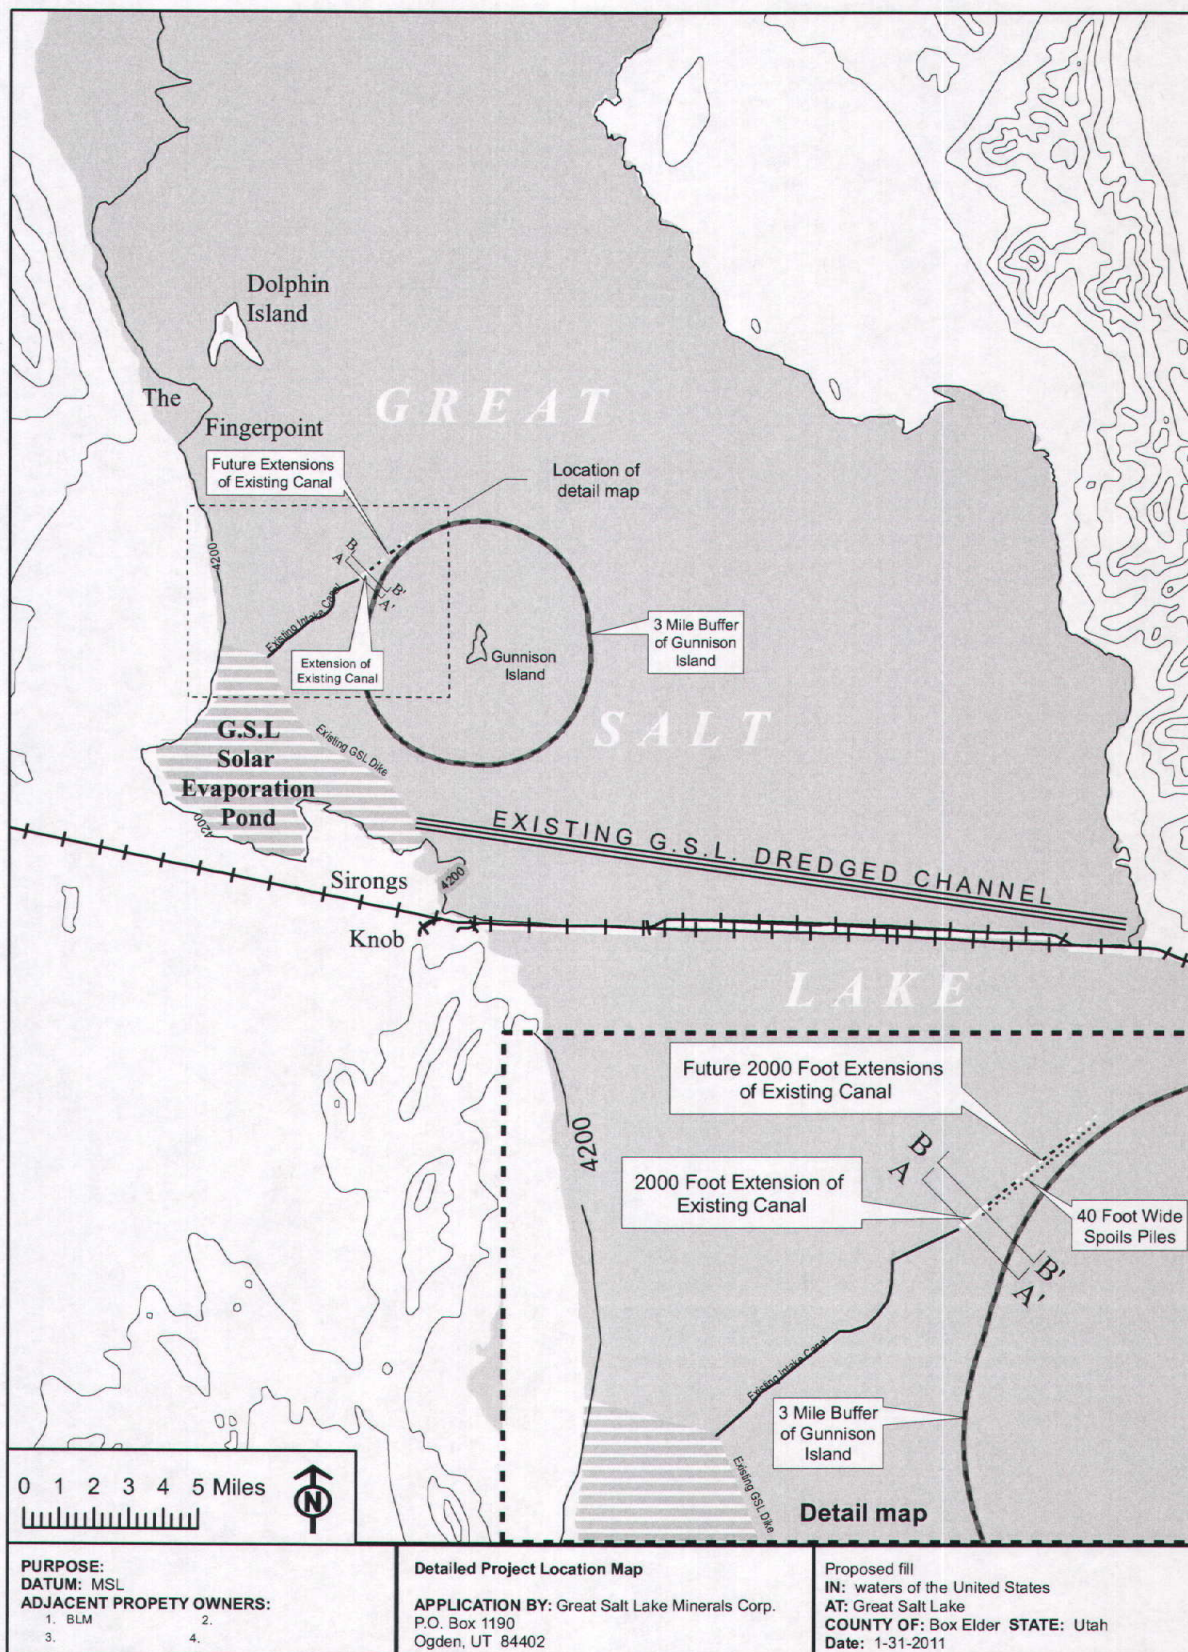 Dolphin
Island
The
Fingerpoint
GREAT
Future Extensions
of Existing Canal
Location of
detail map
4200
B
A
B'
A'
Existing Intake Canal
Extension of
Existing Canal
3 Mile Buffer
of Gunnison
Island
Gunnison
Island
SALT
G.S.L
Solar
Evaporation
Pond
Existing GSL Dike
4200
EXISTING G.S.L. DREDGED CHANNEL
Sirongs
4200
Knob
LAKE
Future 2000 Foot Extensions
of Existing Canal
4200
B
A
2000 Foot Extension of
Existing Canal
40 Foot Wide
Spoils Piles
B'
A'
Existing Intake Canal
3 Mile Buffer
of Gunnison
Island
Existing GSL Dike
Detail map
0 1 2 3 4 5 Miles
N
PURPOSE:
DATUM: MSL
ADJACENT PROPETY OWNERS:
1. BLM 2.
3. 4.
Detailed Project Location Map
APPLICATION BY: Great Salt Lake Minerals Corp.
P.O. Box 1190
Ogden, UT 84402
Proposed fill
IN: waters of the United States
AT: Great Salt Lake
COUNTY OF: Box Elder STATE: Utah
Date: 1-31-2011